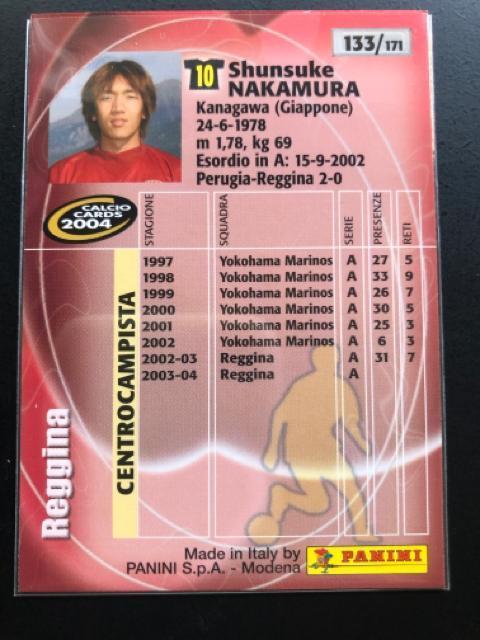 133/171
10 Shunsuke
NAKAMURA
Kanagawa (Giappone)
24-6-1978
m 1,78, kg 69
Esordio in A: 15-9-2002
Perugia-Reggina 2-0
CALCIO
CARDS
2004
STAGIONE SQUADRA SERIE PRESENZE RETI
1997 Yokohama Marinos A 27 5
1998 Yokohama Marinos A 33 9
1999 Yokohama Marinos A 26 7
2000 Yokohama Marinos A 30 5
2001 Yokohama Marinos A 25 3
2002 Yokohama Marinos A 6 3
2002-03 Reggina A 31 7
2003-04 Reggina A
CENTROCAMPISTA
Reggina
Made in Italy by
PANINI S.p.A. - Modena
PANINI